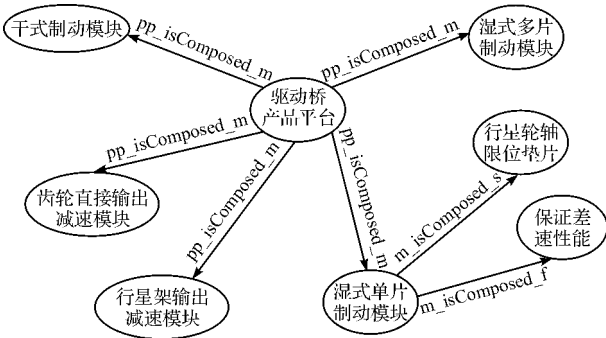 干式制动模块
pp_isComposed_m
pp_isComposed_m
湿式多片
制动模块
驱动桥
产品平台
pp_isComposed_m
pp_isComposed_m
pp_isComposed_m
行星轮轴
限位垫片
齿轮直接输出
减速模块
m_isComposed_s
保证差
速性能
行星架输出
减速模块
湿式单片
制动模块
m_isComposed_f